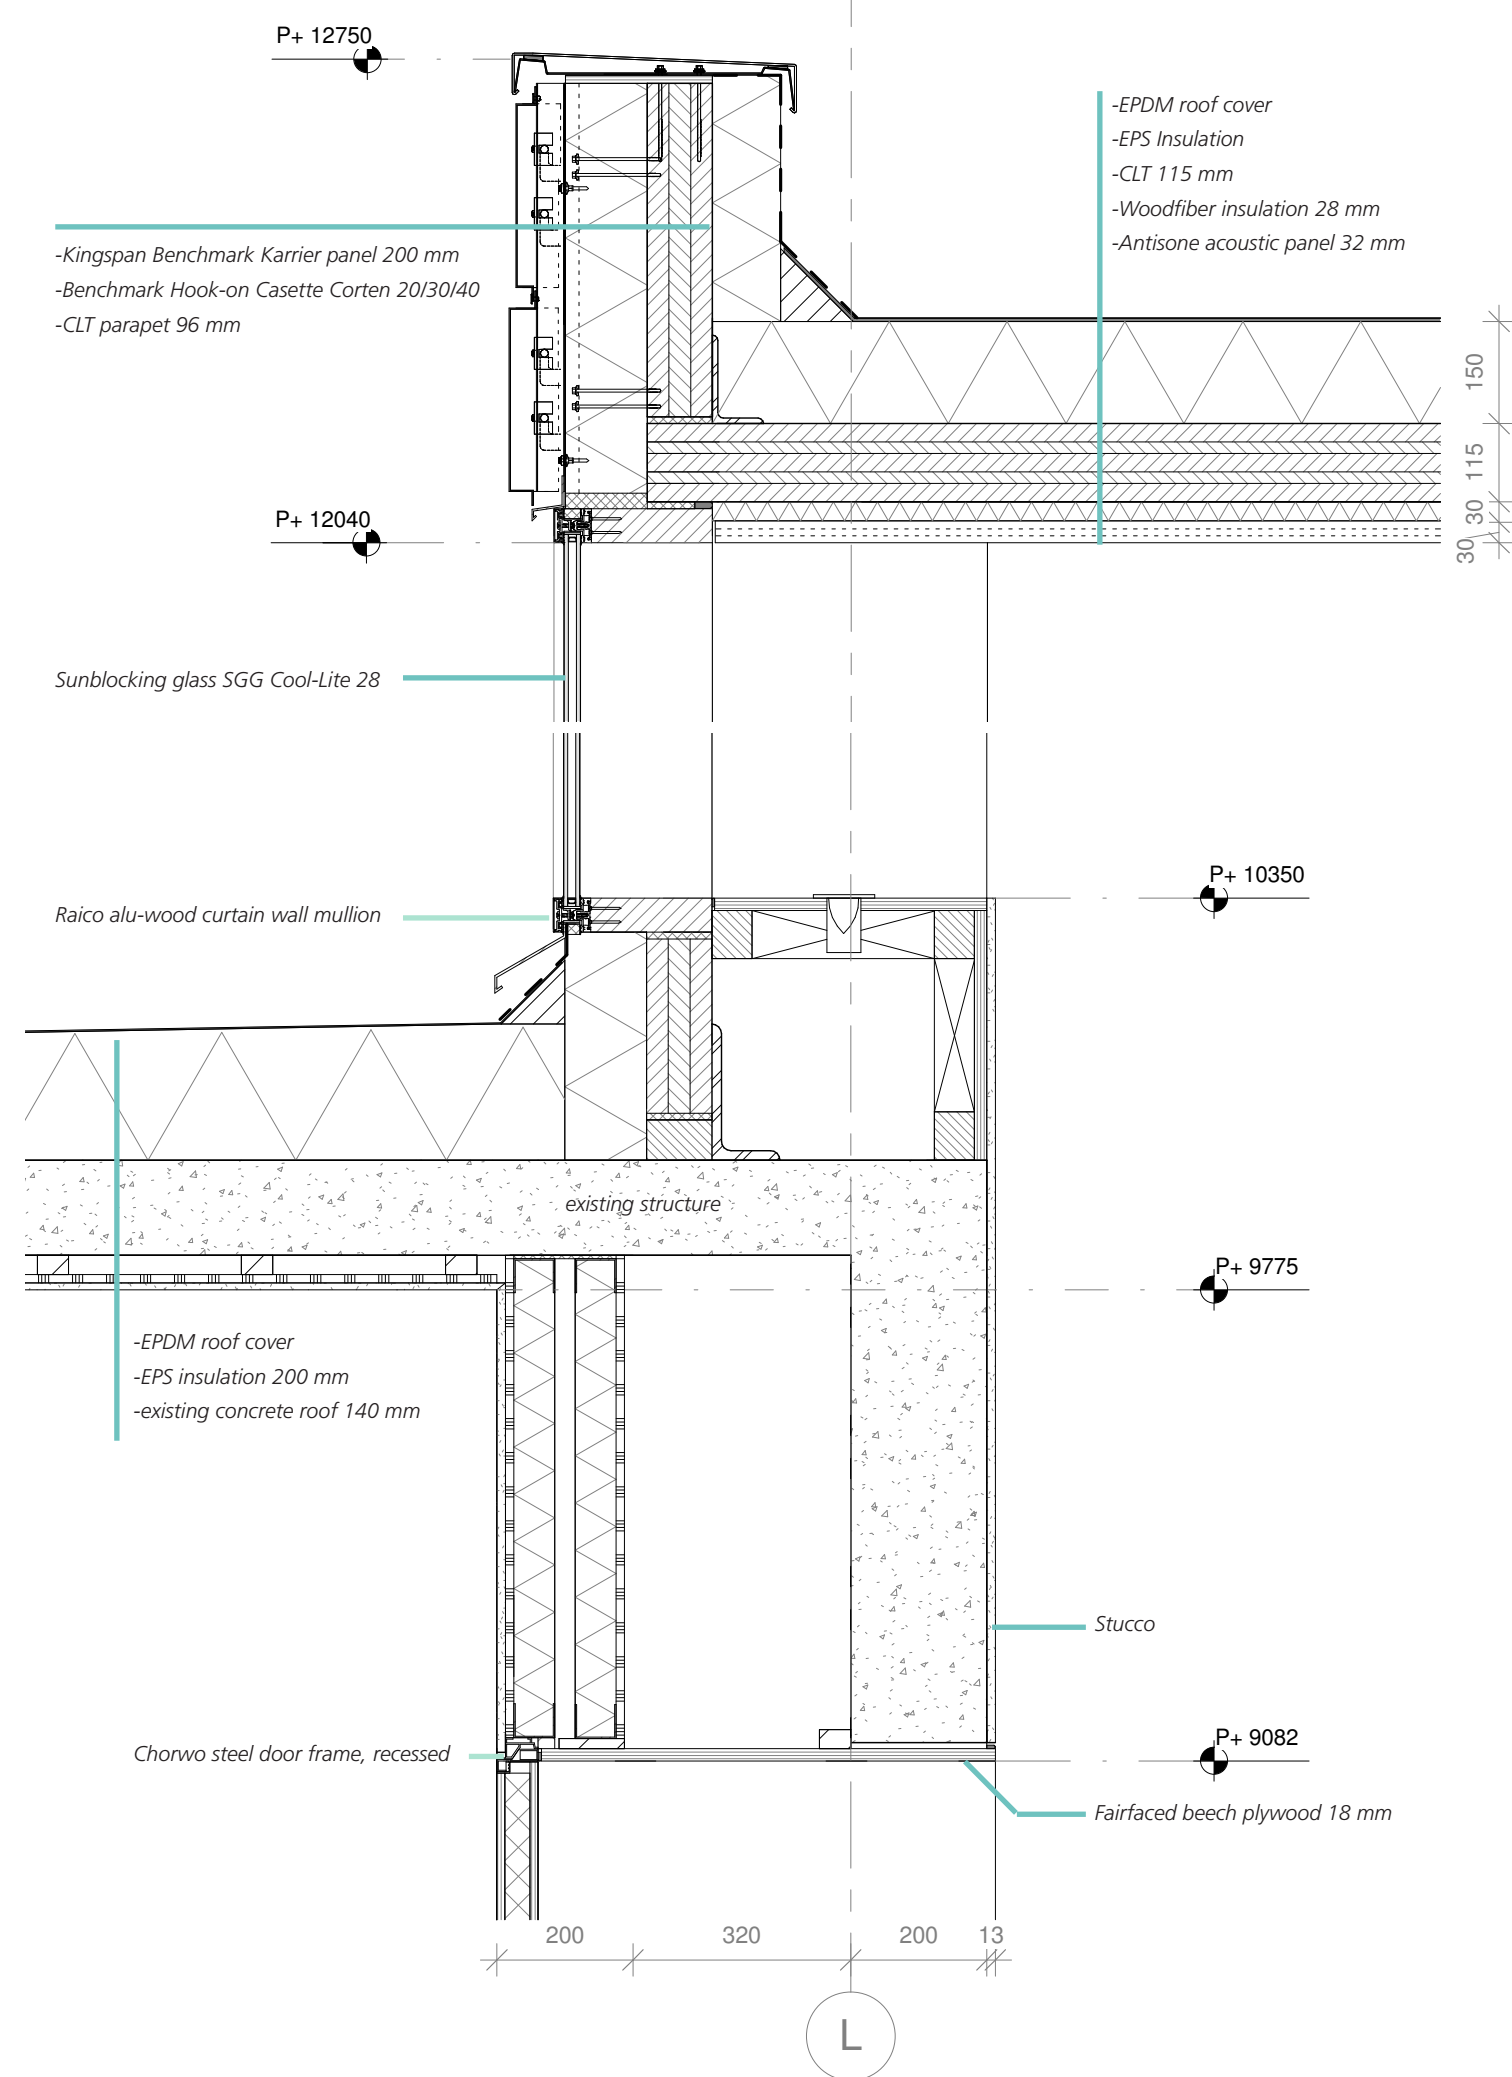 P+ 12750
-EPDM roof cover
-EPS Insulation
-CLT 115 mm
-Woodfiber insulation 28 mm
-Antisone acoustic panel 32 mm
-Kingspan Benchmark Karrier panel 200 mm
-Benchmark Hook-on Casette Corten 20/30/40
-CLT parapet 96 mm
150
115
30
30
P+ 12040
Sunblocking glass SGG Cool-Lite 28
P+ 10350
Raico alu-wood curtain wall mullion
existing structure
P+ 9775
-EPDM roof cover
-EPS insulation 200 mm
-existing concrete roof 140 mm
Stucco
P+ 9082
Chorwo steel door frame, recessed
Fairfaced beech plywood 18 mm
200
320
200
13
L